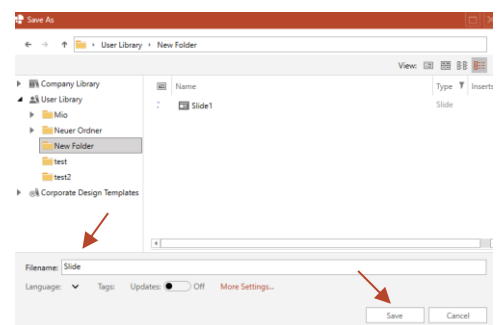 Save As
User Library › New Folder
View:
Company Library
User Library
Mio
Neuer Ordner
New Folder
test
test2
Corporate Design Templates
Name Type Inserts
Slide1 Slide
Filename: Slide
Language: Tags: Updates: Off More Settings...
Save Cancel